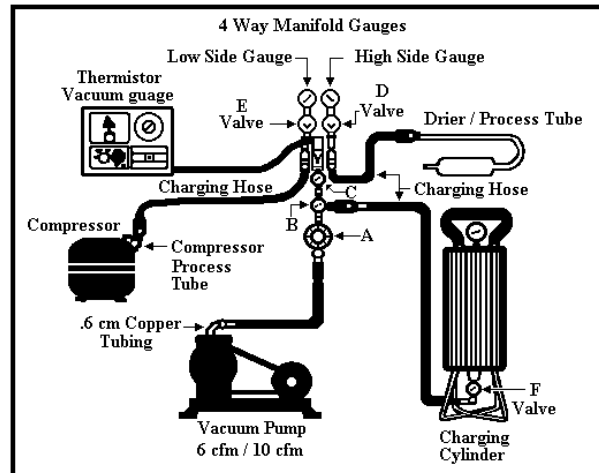 4 Way Manifold Gauges
Low Side Gauge
High Side Gauge
Thermistor
Vacuum guage
E
Valve
D
Valve
Drier / Process Tube
Charging Hose
C
Charging Hose
B
A
Compressor
Compressor
Process
Tube
.6 cm Copper
Tubing
F
Valve
Vacuum Pump
6 cfm / 10 cfm
Charging
Cylinder